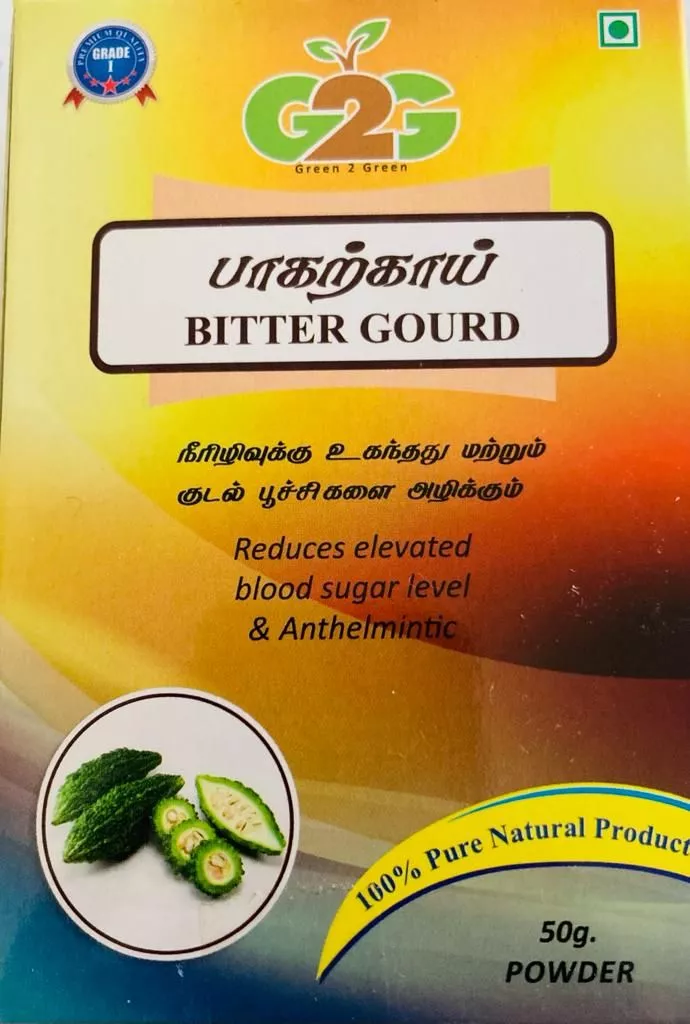 PREMIUM QUALITY
GRADE
I
G2G
Green 2 Green
பாகற்காய்
BITTER GOURD
நீரிழிவுக்கு உகந்தது மற்றும்
குடல் பூச்சிகளை அழிக்கும்
Reduces elevated
blood sugar level
& Anthelmintic
100% Pure Natural Product
50g.
POWDER